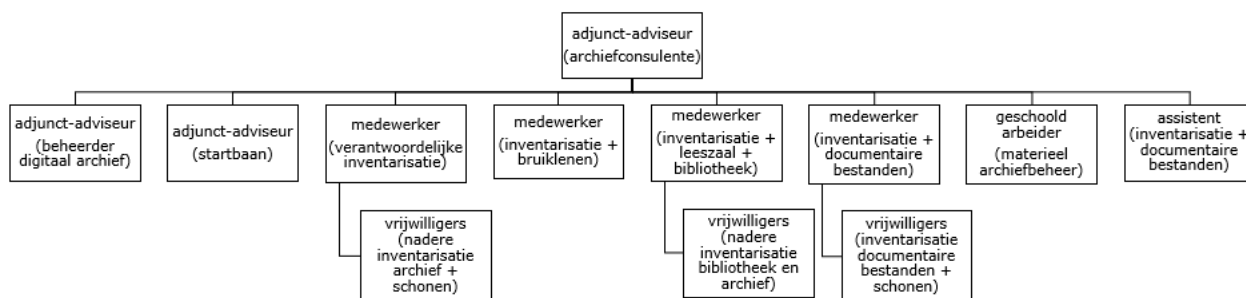 adjunct-adviseur
(archiefconsulente)
adjunct-adviseur
(beheerder
digitaal archief)
adjunct-adviseur
(startbaan)
medewerker
(verantwoordelijke
inventarisatie)
medewerker
(inventarisatie +
bruiklenen)
medewerker
(inventarisatie +
leeszaal +
bibliotheek)
medewerker
(inventarisatie +
documentaire
bestanden)
geschoold
arbeider
(materieel
archiefbeheer)
assistent
(inventarisatie +
documentaire
bestanden)
vrijwilligers
(nadere
inventarisatie
archief +
schonen)
vrijwilligers
(nadere
inventarisatie
bibliotheek en
archief)
vrijwilligers
(inventarisatie
documentaire
bestanden +
schonen)